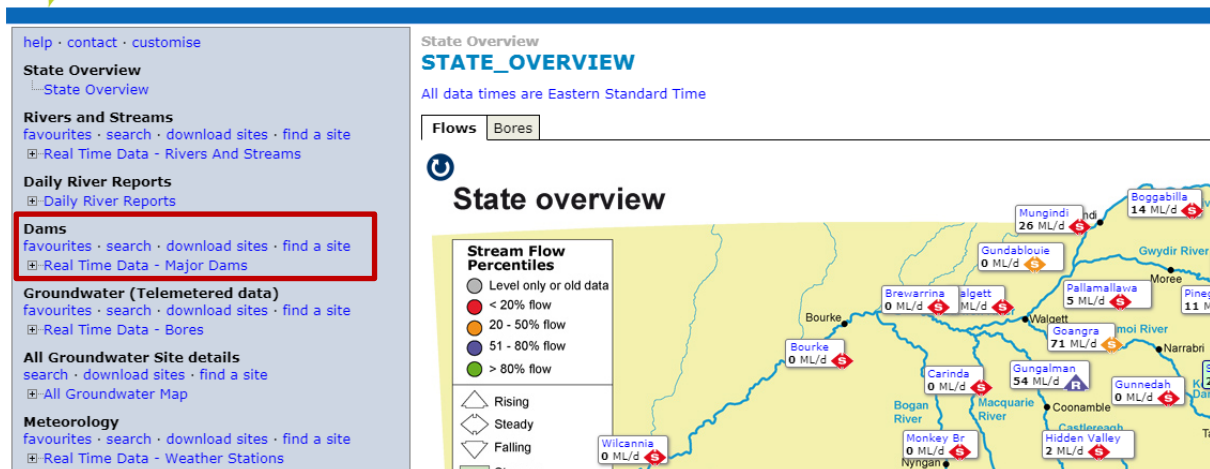 help · contact · customise
State Overview
State Overview
Rivers and Streams
favourites · search · download sites · find a site
Real Time Data - Rivers And Streams
Daily River Reports
Daily River Reports
Dams
favourites · search · download sites · find a site
Real Time Data - Major Dams
Groundwater (Telemetered data)
favourites · search · download sites · find a site
Real Time Data - Bores
All Groundwater Site details
search · download sites · find a site
All Groundwater Map
Meteorology
favourites · search · download sites · find a site
Real Time Data - Weather Stations
State Overview
STATE_OVERVIEW
All data times are Eastern Standard Time
Flows Bores
State overview
Stream Flow
Percentiles
Level only or old data
< 20% flow
20 - 50% flow
51 - 80% flow
> 80% flow
Rising
Steady
Falling
Boggabilla
14 ML/d S
Mungindi
26 ML/d S
Gundablouie
0 ML/d S
Gwydir River
Moree
Pallamallawa
5 ML/d S
11
Brewarrina
0 ML/d S
ML/d S
Bourke
Walgett
Goangra
71 ML/d S
River
Narrabri
Bourke
0 ML/d S
Carinda
0 ML/d S
Gungalman
54 ML/d R
Gunnedah
0 ML/d S
Bogan
River
Macquarie
River
Coonamble
Castlereagh
Wilcannia
0 ML/d S
Monkey Br
0 ML/d S
Hidden Valley
2 ML/d S
Nyngan